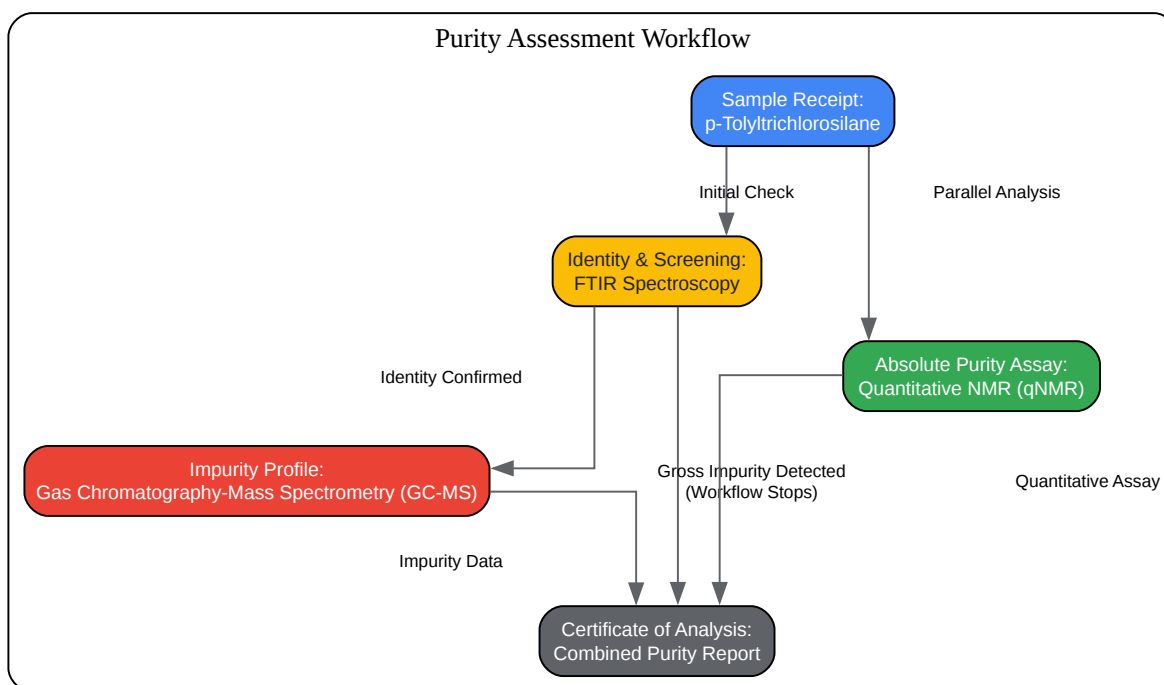 Purity Assessment Workflow
Sample Receipt:
p-Tolyltrichlorosilane
Initial Check
Parallel Analysis
Identity & Screening:
FTIR Spectroscopy
Absolute Purity Assay:
Quantitative NMR (qNMR)
Identity Confirmed
Impurity Profile:
Gas Chromatography-Mass Spectrometry (GC-MS)
Gross Impurity Detected
(Workflow Stops)
Quantitative Assay
Impurity Data
Certificate of Analysis:
Combined Purity Report